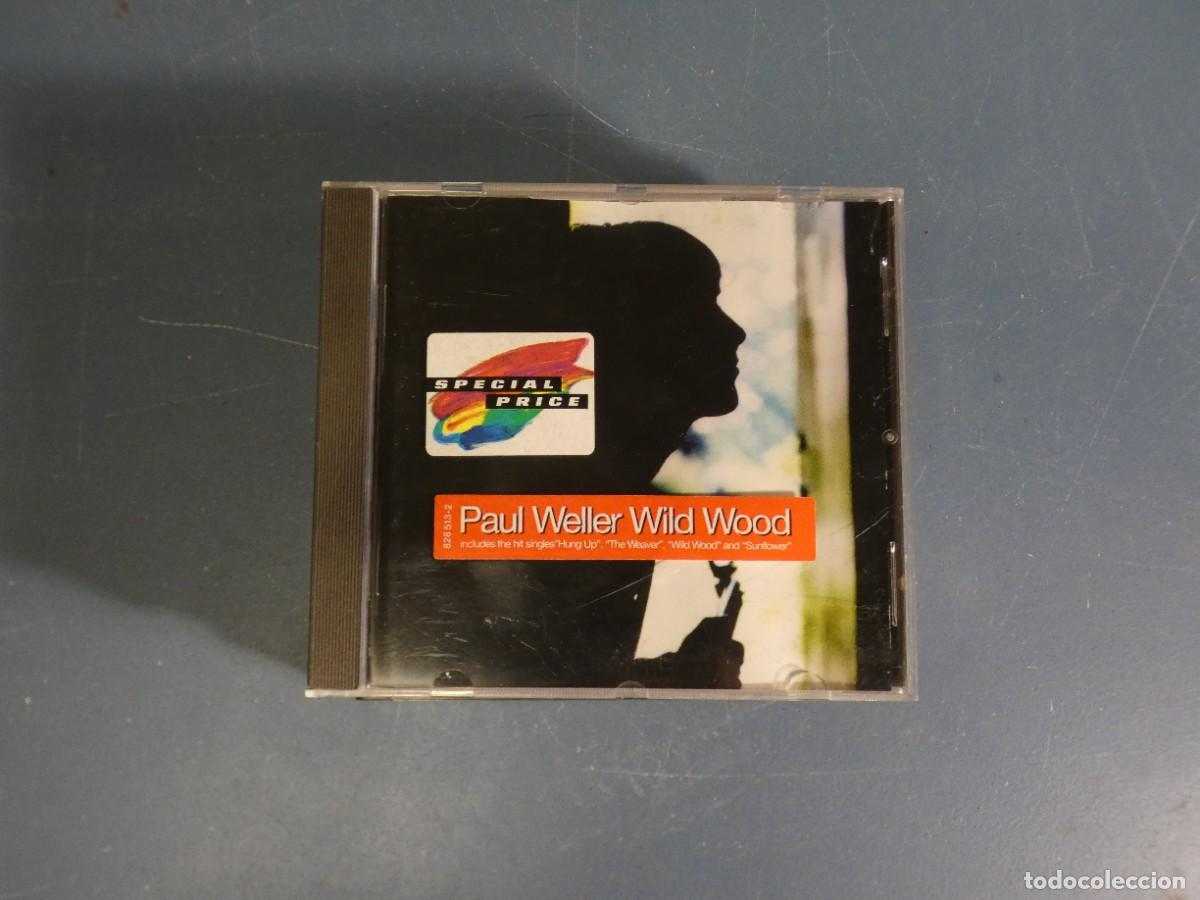 SPECIAL
PRICE
828 513-2
Paul Weller Wild Wood
includes the hit singles "Hung Up", "The Weaver", "Wild Wood" and "Sunflower"
todocoleccion